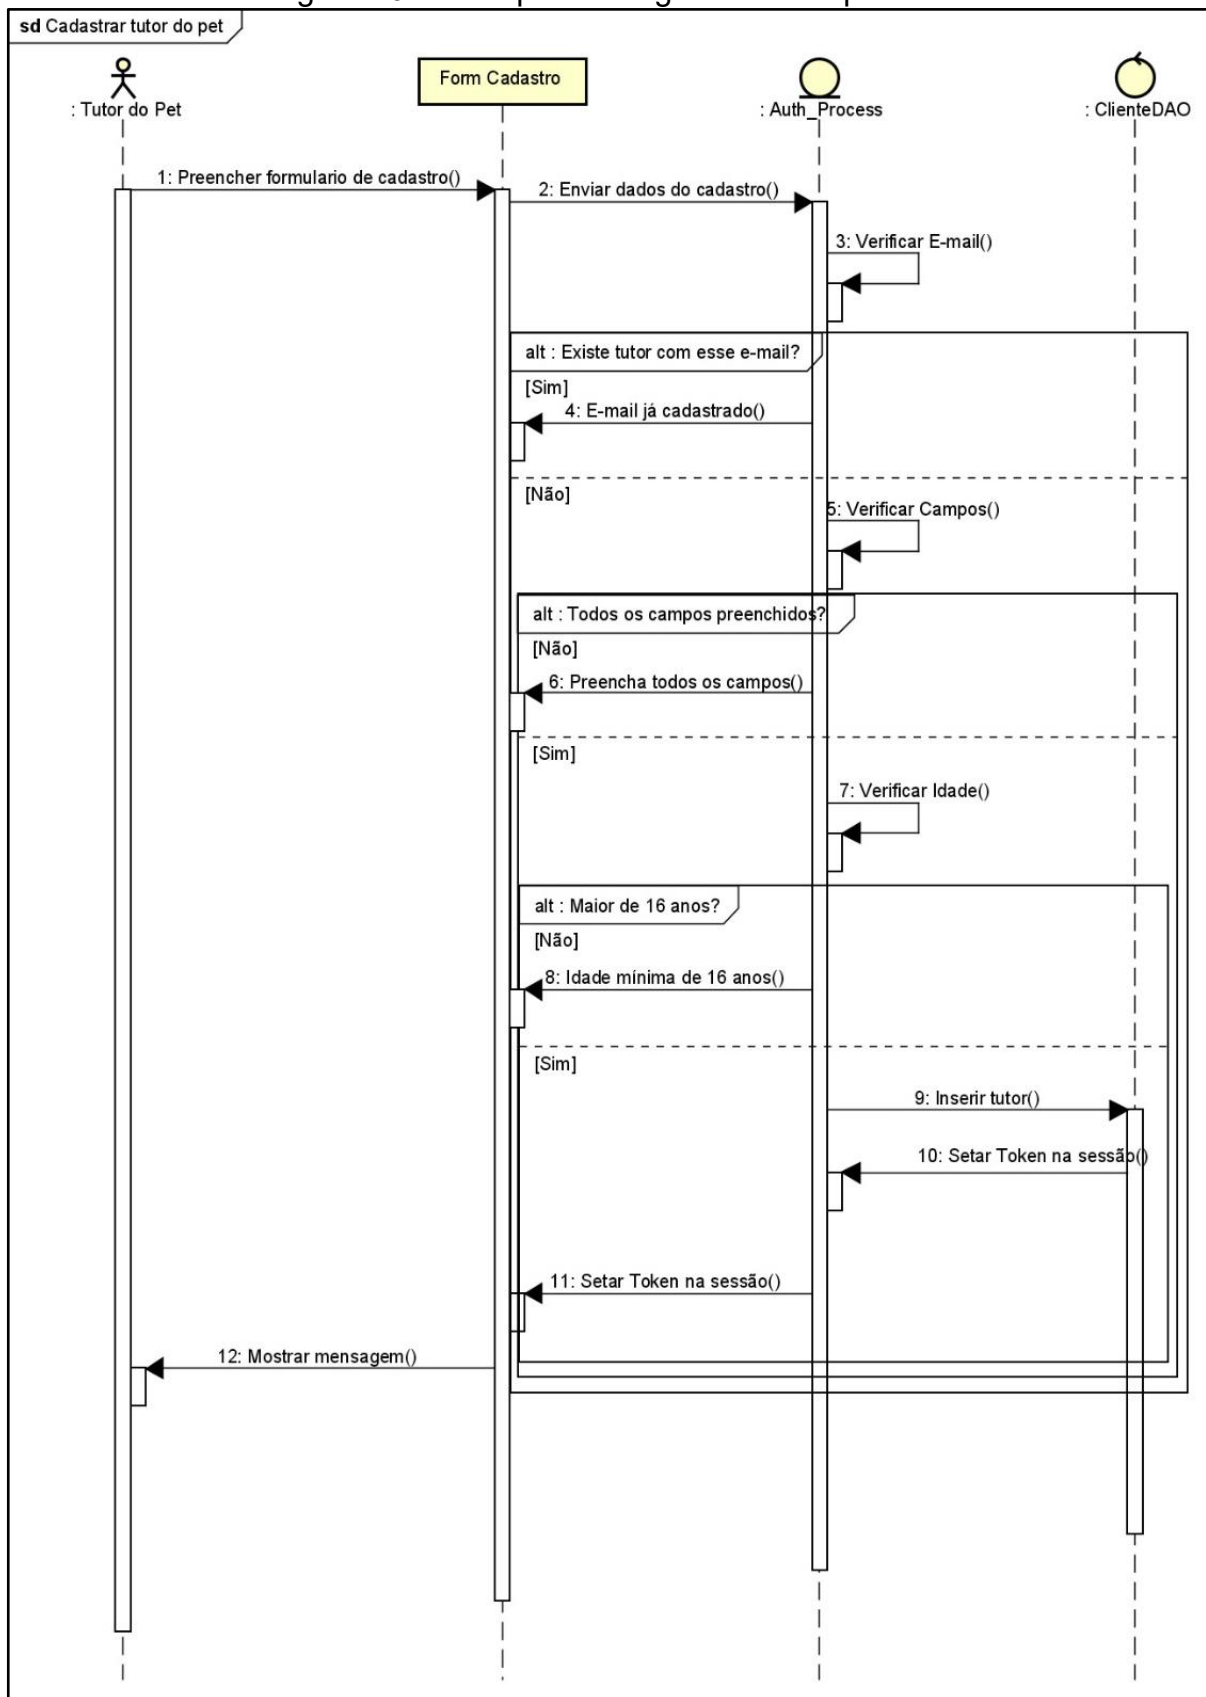 sd Cadastrar tutor do pet
: Tutor do Pet
Form Cadastro
: Auth_Process
: ClienteDAO
1: Preencher formulario de cadastro()
2: Enviar dados do cadastro()
3: Verificar E-mail()
alt : Existe tutor com esse e-mail?
[Sim]
4: E-mail já cadastrado()
[Não]
5: Verificar Campos()
alt : Todos os campos preenchidos?
[Não]
6: Preencha todos os campos()
[Sim]
7: Verificar Idade()
alt : Maior de 16 anos?
[Não]
8: Idade mínima de 16 anos()
[Sim]
9: Inserir tutor()
10: Setar Token na sessão()
11: Setar Token na sessão()
12: Mostrar mensagem()